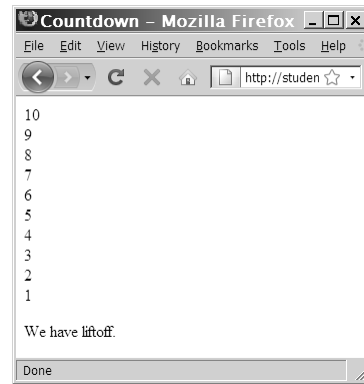 Countdown – Mozilla Firefox
File Edit View History Bookmarks Tools Help
http://studen
10
9
8
7
6
5
4
3
2
1
We have liftoff.
Done